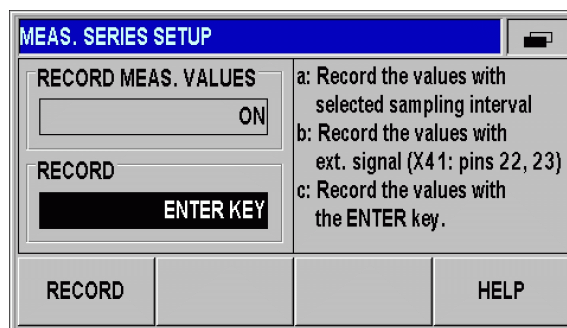 MEAS. SERIES SETUP
RECORD MEAS. VALUES
ON
RECORD
ENTER KEY
a: Record the values with
selected sampling interval
b: Record the values with
ext. signal (X41: pins 22, 23)
c: Record the values with
the ENTER key.
RECORD
HELP